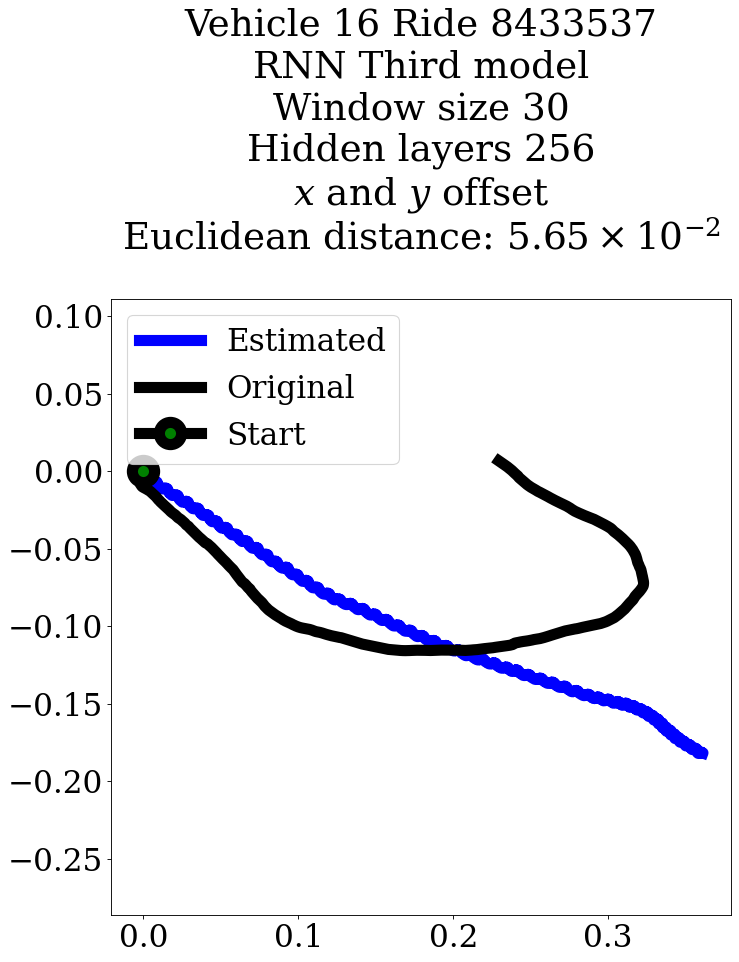 Vehicle 16 Ride 8433537
RNN Third model
Window size 30
Hidden layers 256
x and y offset
Euclidean distance: 5.65 × 10⁻²
Estimated
Original
Start
0.10
0.05
0.00
−0.05
−0.10
−0.15
−0.20
−0.25
0.0 0.1 0.2 0.3